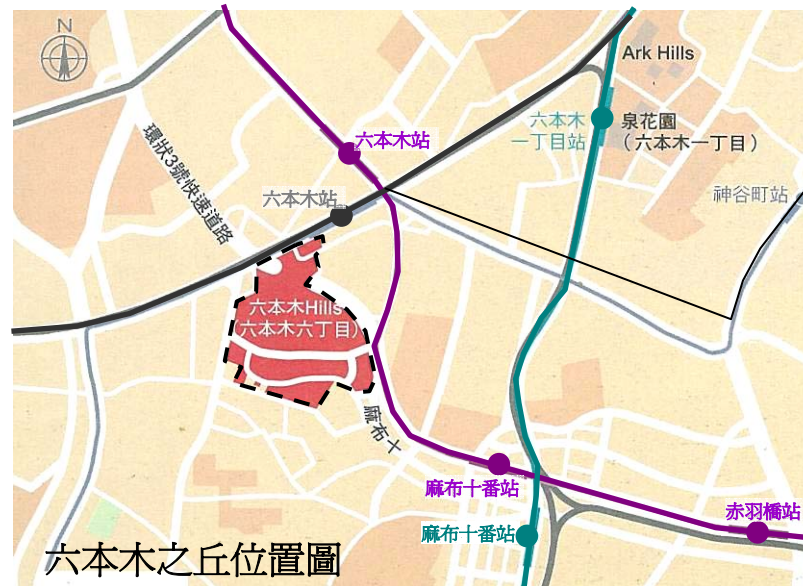 N
Ark Hills
六本木
一丁目站
泉花園
（六本木一丁目）
六本木站
環狀3號快速道路
六本木站
神谷町站
六本木Hills
(六本木六丁目)
麻布十
麻布十番站
赤羽橋站
麻布十番站
六本木之丘位置圖